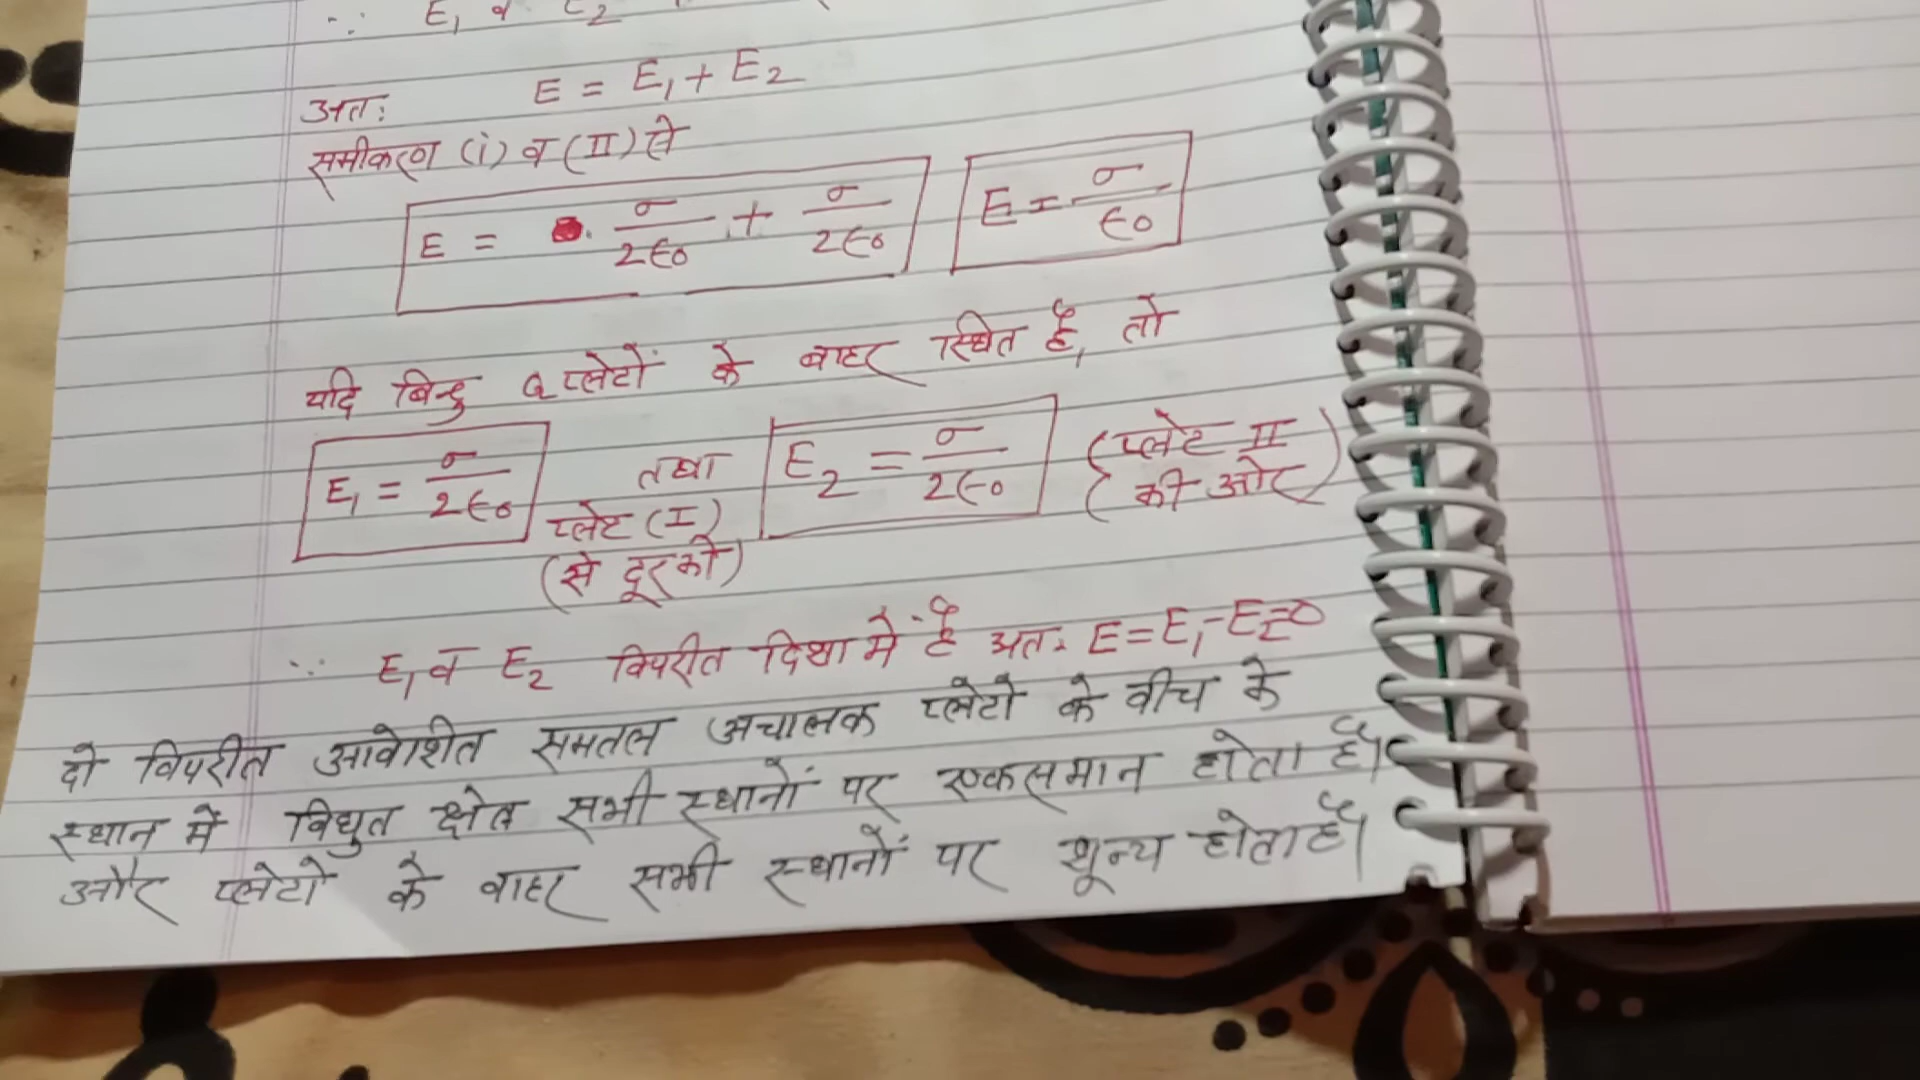 ∵ E₁ व E₂
अतः E = E₁ + E₂
समीकरण (i) व (II) से
E = σ/2ϵ₀ + σ/2ϵ₀ E = σ/ϵ₀
यदि बिन्दु Q प्लेटों के बाहर स्थित है, तो
E₁ = σ/2ϵ₀ तथा E₂ = σ/2ϵ₀ (प्लेट II की ओर)
प्लेट (I)
(से दूर को)
∵ E₁ व E₂ विपरीत दिशा में है अतः E = E₁ - E₂ = 0
दो विपरीत आवेशित समतल अचालक प्लेटो के बीच के
स्थान में विद्युत क्षेत्र सभी स्थानों पर एकसमान होता है।
और प्लेटो के बाहर सभी स्थानों पर शून्य होता है।